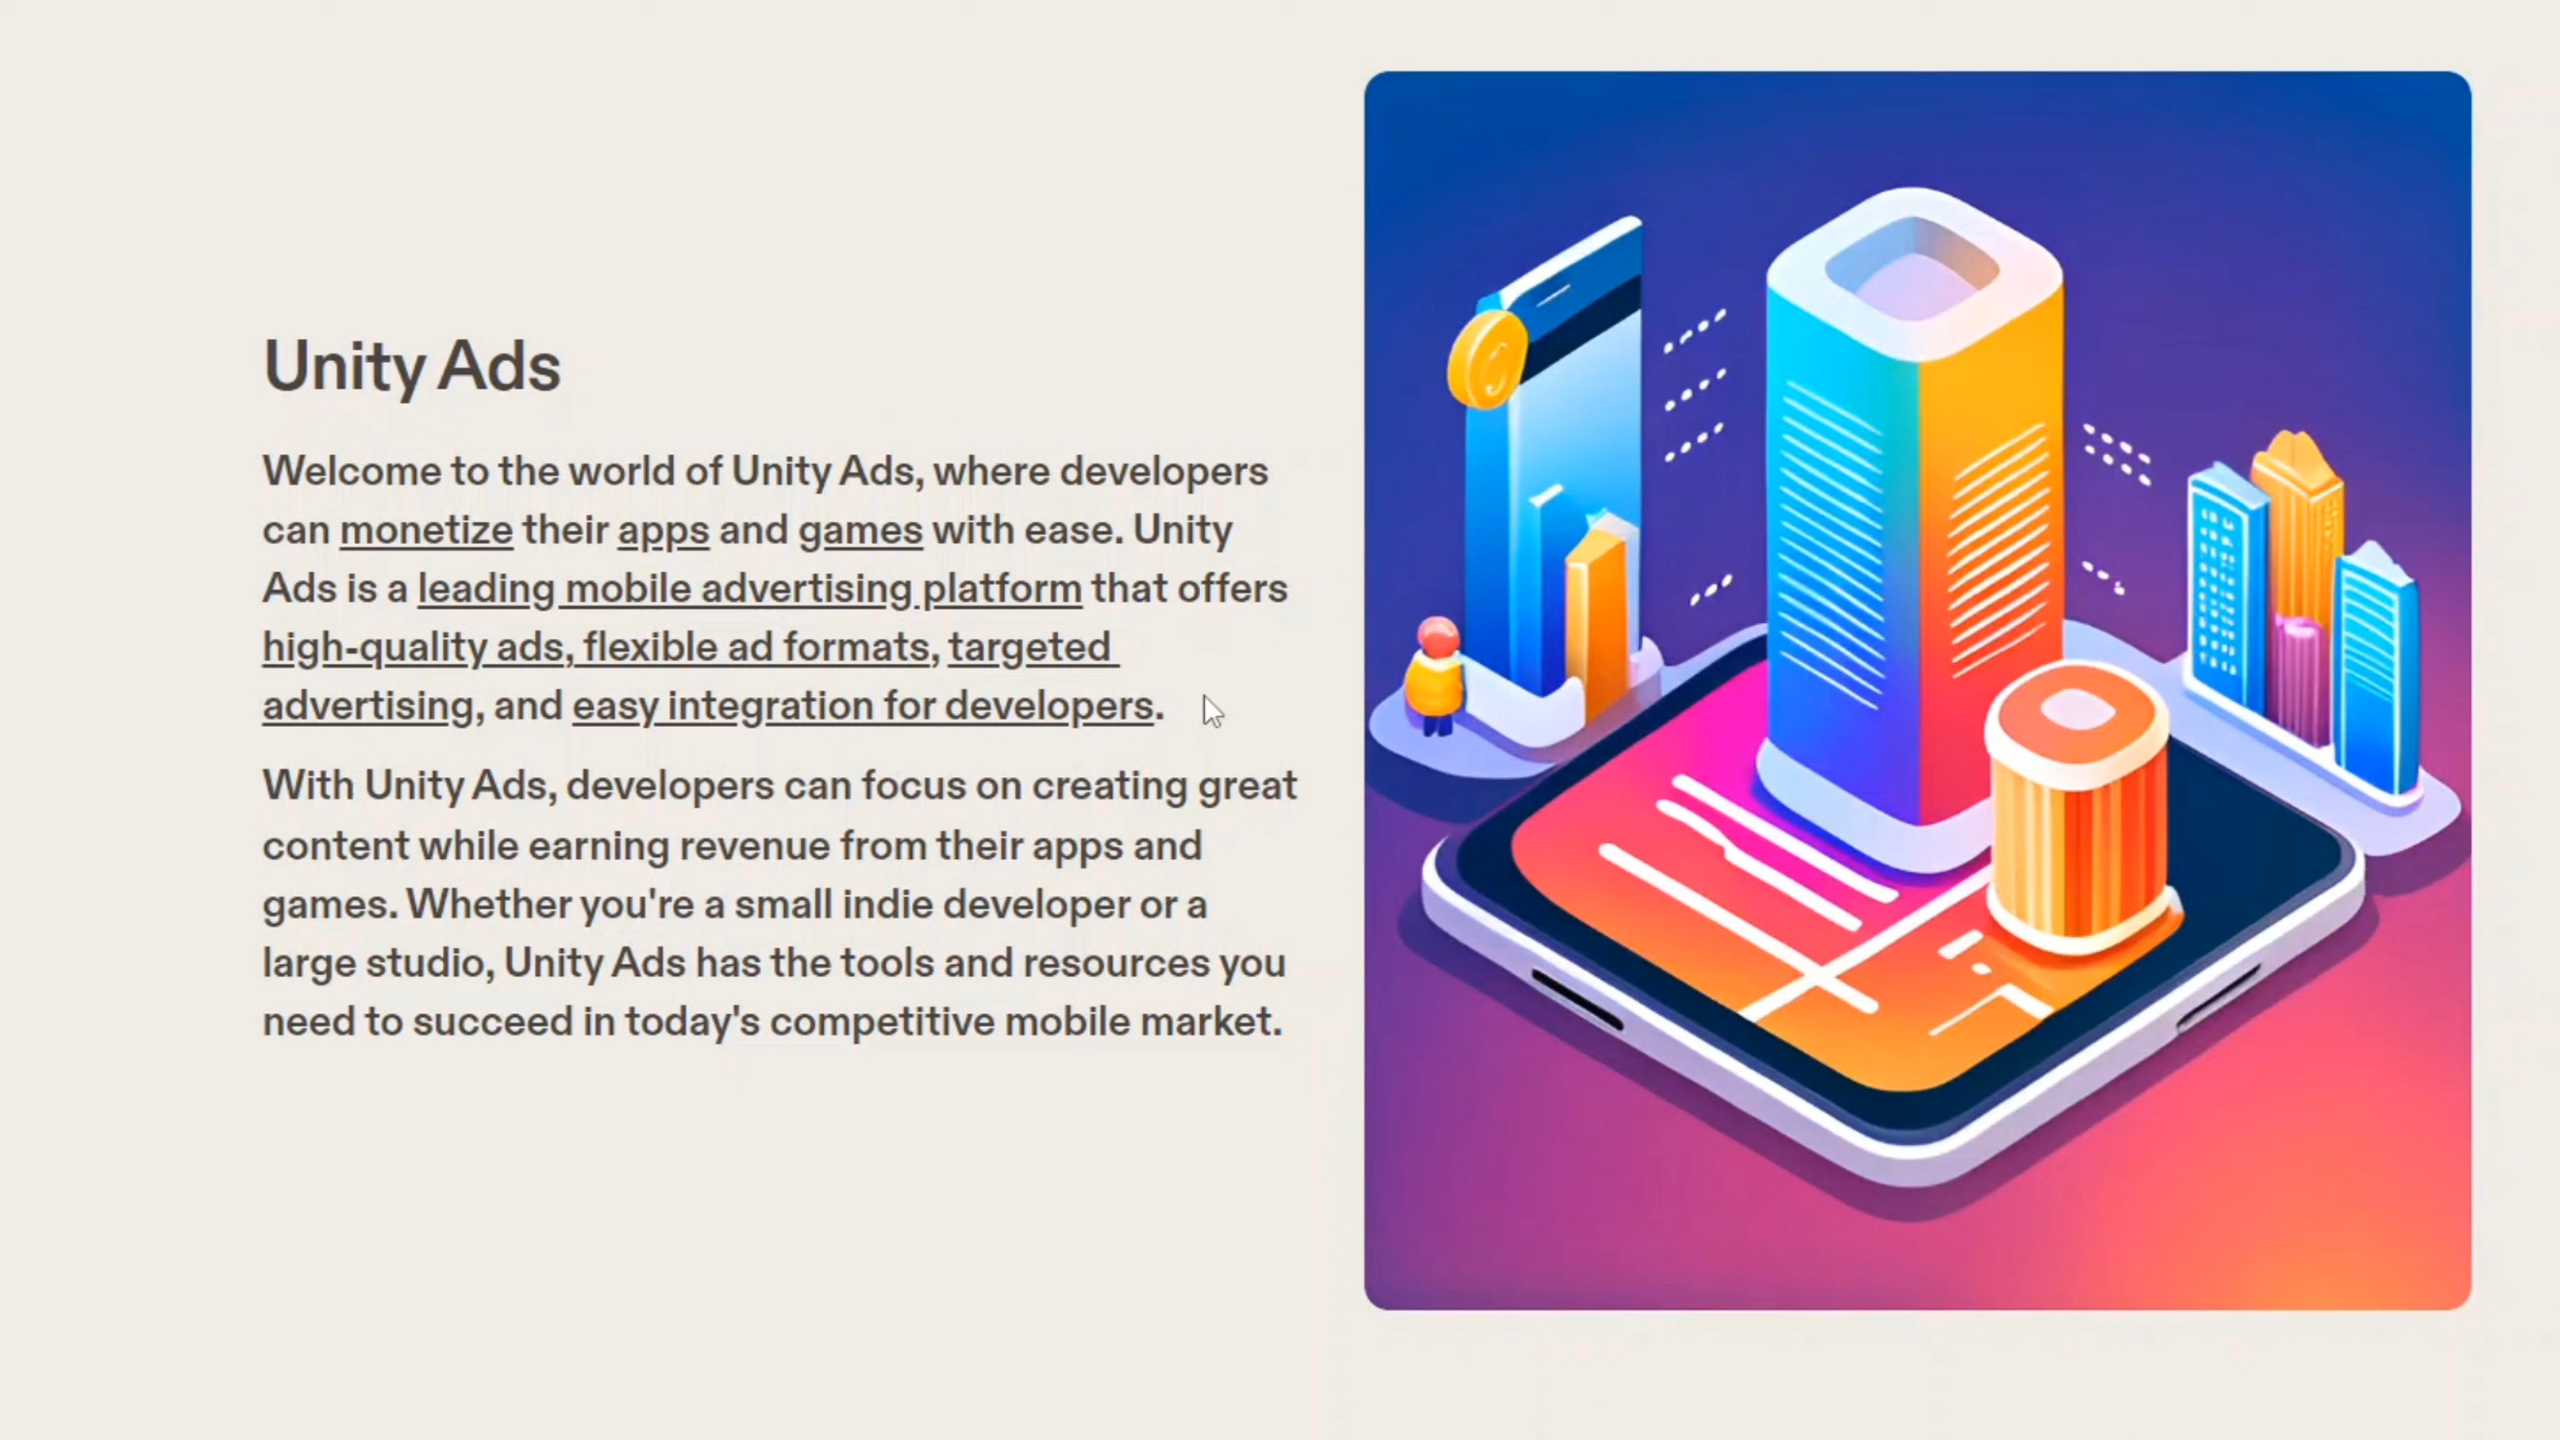 Unity Ads
Welcome to the world of Unity Ads, where developers
can monetize their apps and games with ease. Unity
Ads is a leading mobile advertising platform that offers
high-quality ads, flexible ad formats, targeted
advertising, and easy integration for developers.
With Unity Ads, developers can focus on creating great
content while earning revenue from their apps and
games. Whether you're a small indie developer or a
large studio, Unity Ads has the tools and resources you
need to succeed in today's competitive mobile market.